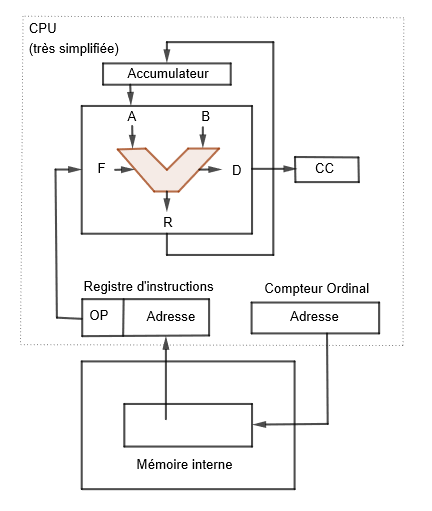 CPU
(très simplifiée)
Accumulateur
A
B
F
D
CC
R
Registre d'instructions
Compteur Ordinal
OP
Adresse
Adresse
Mémoire interne